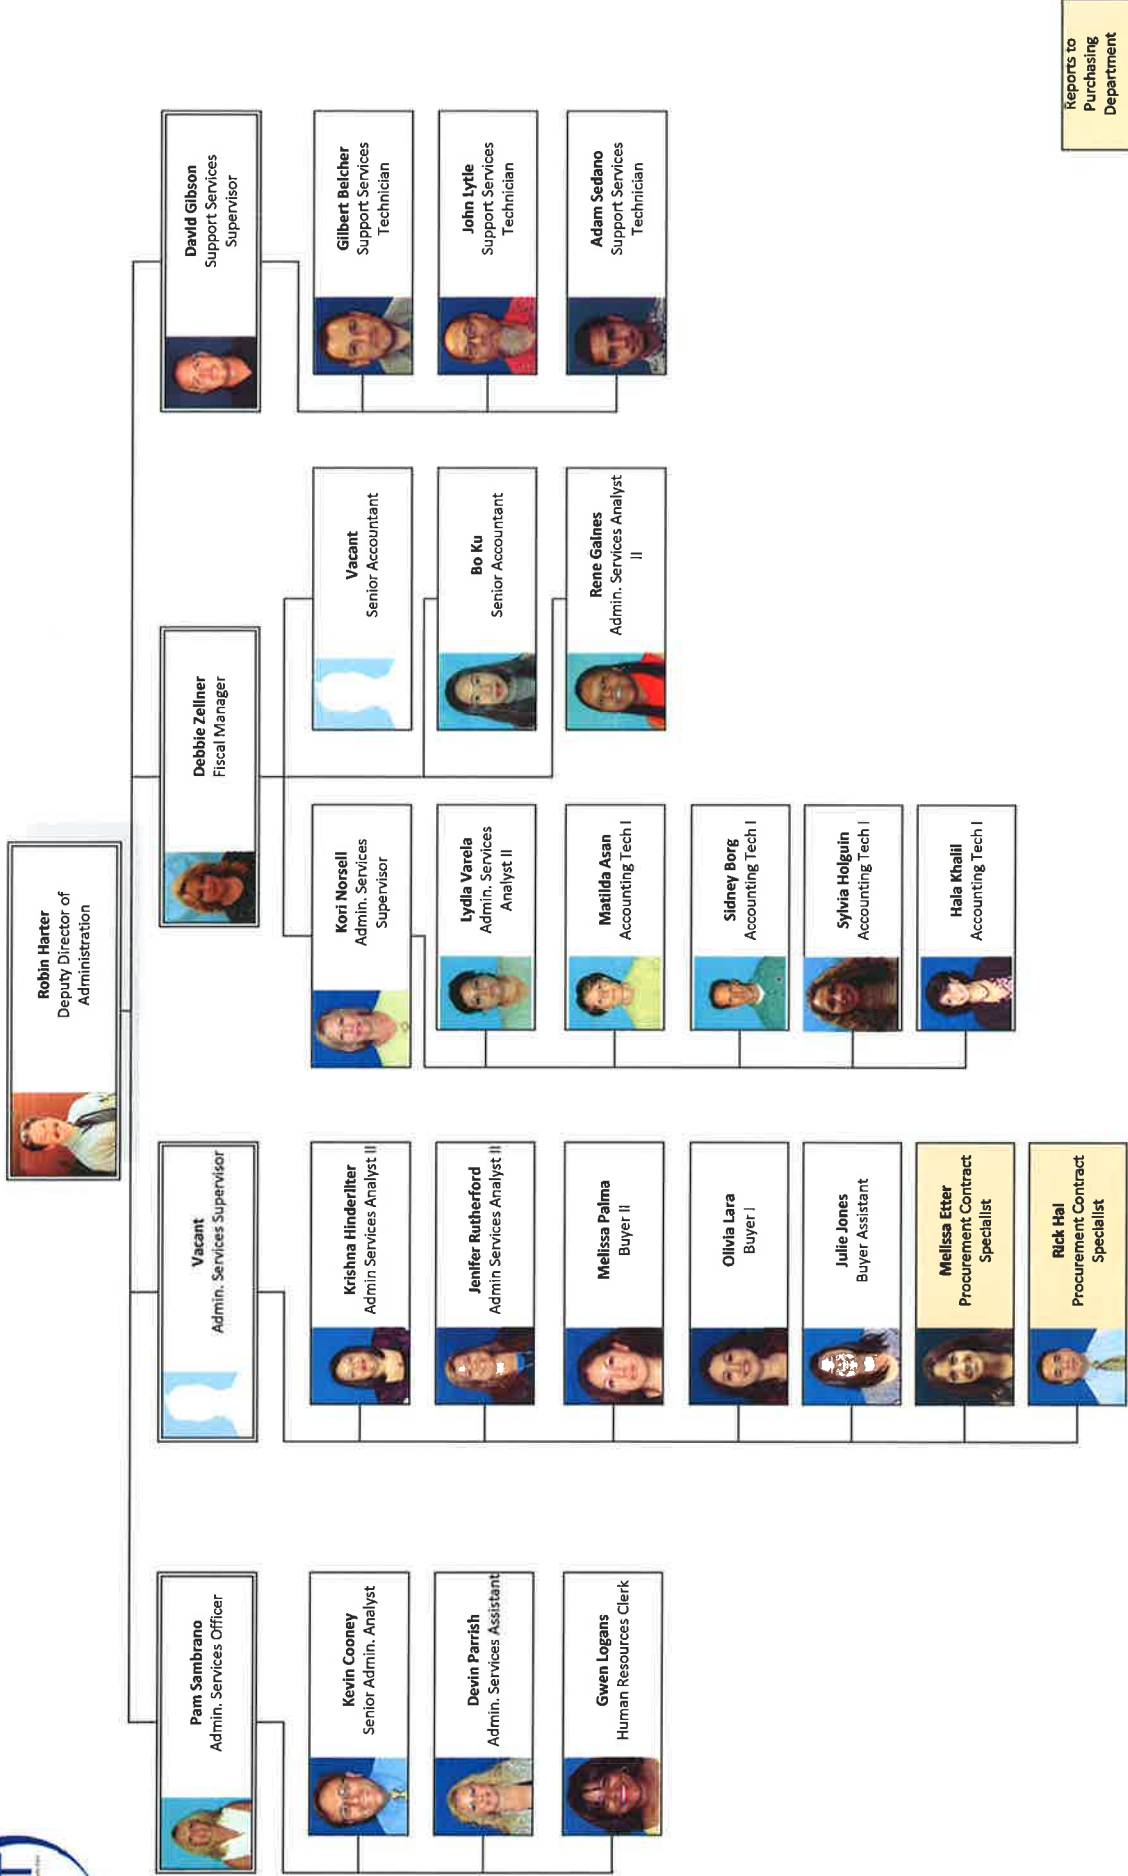 Robin Harter
Deputy Director of
Administration
Pam Sambrano
Admin. Services Officer
Kevin Cooney
Senior Admin. Analyst
Devin Parrish
Admin. Services Assistant
Gwen Logans
Human Resources Clerk
Vacant
Admin. Services Supervisor
Krishna Hinderliter
Admin Services Analyst II
Jenifer Rutherford
Admin Services Analyst II
Melissa Palma
Buyer II
Olivia Lara
Buyer I
Julie Jones
Buyer Assistant
Melissa Etter
Procurement Contract
Specialist
Rick Hal
Procurement Contract
Specialist
Debbie Zellner
Fiscal Manager
Kori Norsell
Admin. Services
Supervisor
Lydia Varela
Admin. Services
Analyst II
Matilda Asan
Accounting Tech I
Sidney Borg
Accounting Tech I
Sylvia Holguin
Accounting Tech I
Hala Khalil
Accounting Tech I
Vacant
Senior Accountant
Bo Ku
Senior Accountant
Rene Gaines
Admin. Services Analyst
II
David Gibson
Support Services
Supervisor
Gilbert Belcher
Support Services
Technician
John Lytle
Support Services
Technician
Adam Sedano
Support Services
Technician
Reports to
Purchasing
Department